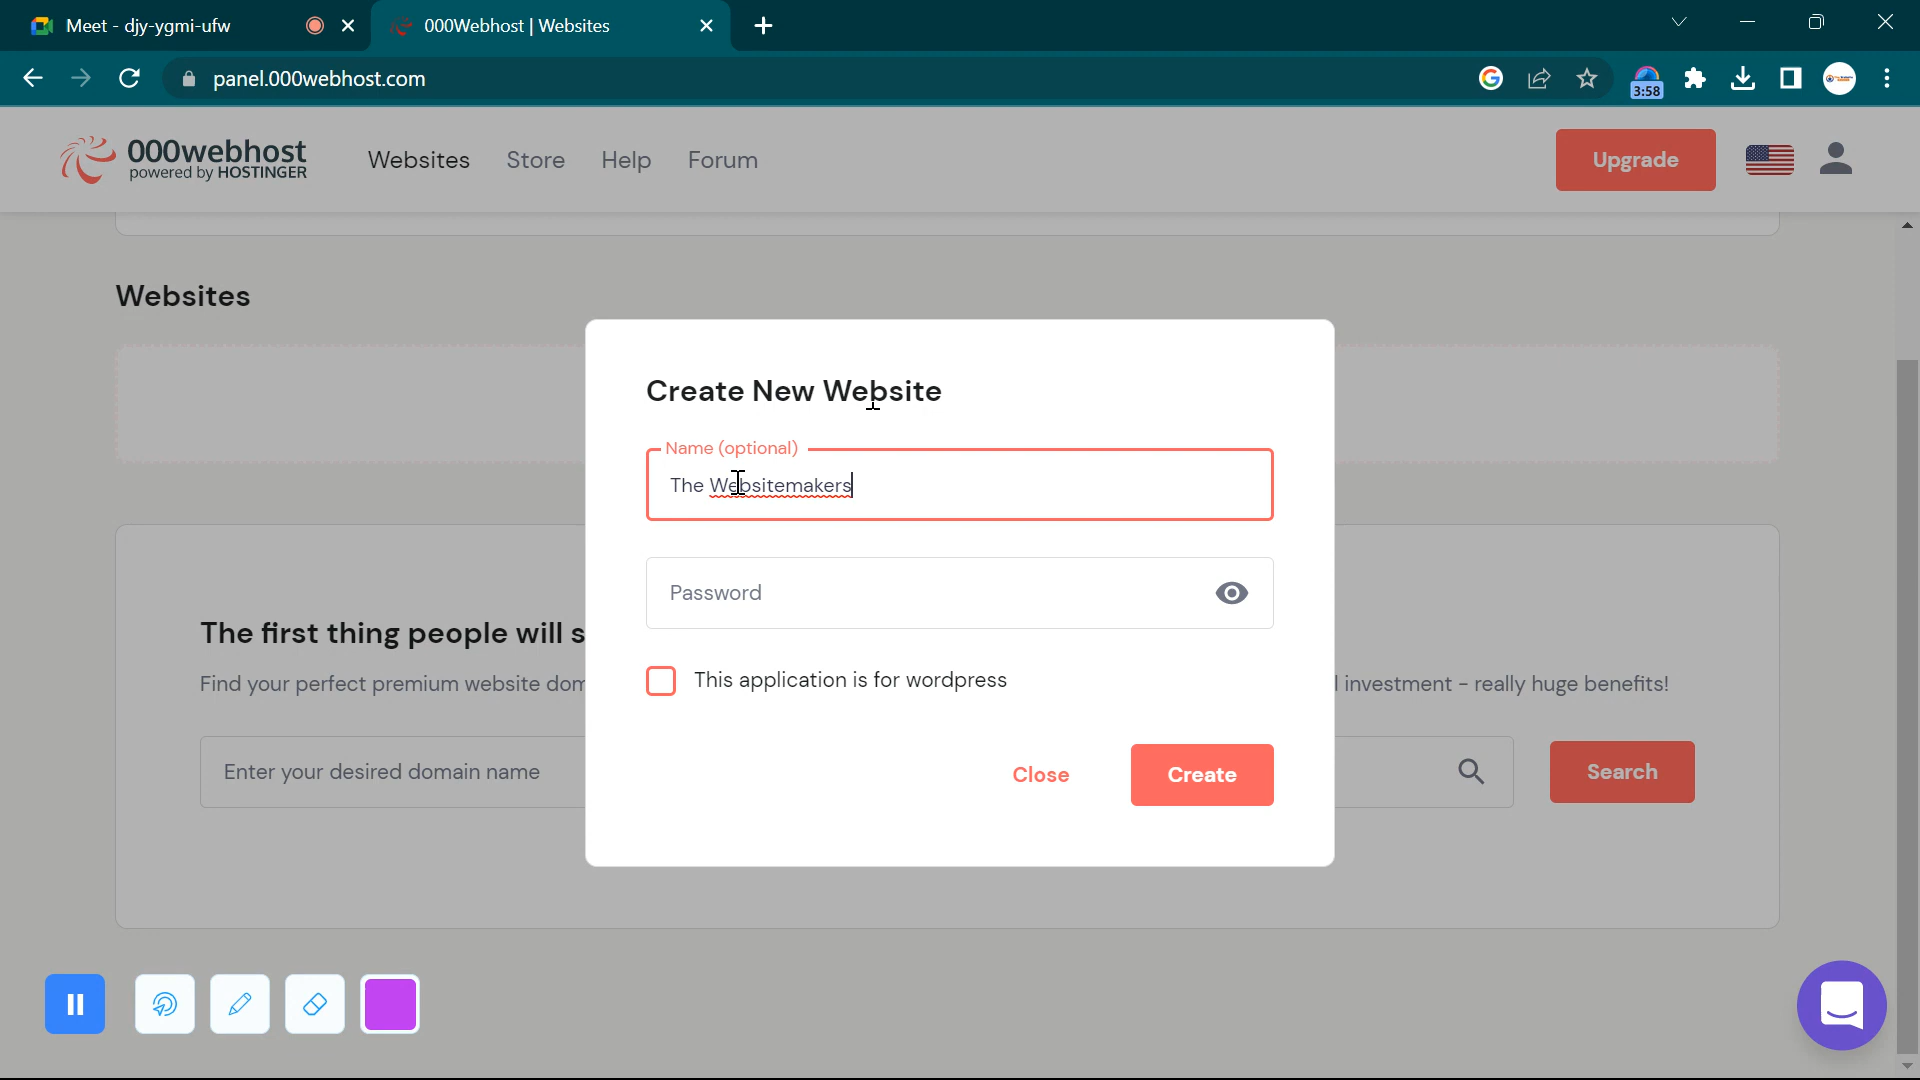 Meet - djy-ygmi-ufw
000Webhost | Websites
panel.000webhost.com
3:58
000webhost
powered by HOSTINGER
Websites Store Help Forum
Upgrade
Websites
Create New Website
Name (optional)
The Websitemakers
Password
This application is for wordpress
Close Create
The first thing people will s
Find your perfect premium website dom
l investment - really huge benefits!
Enter your desired domain name
Search